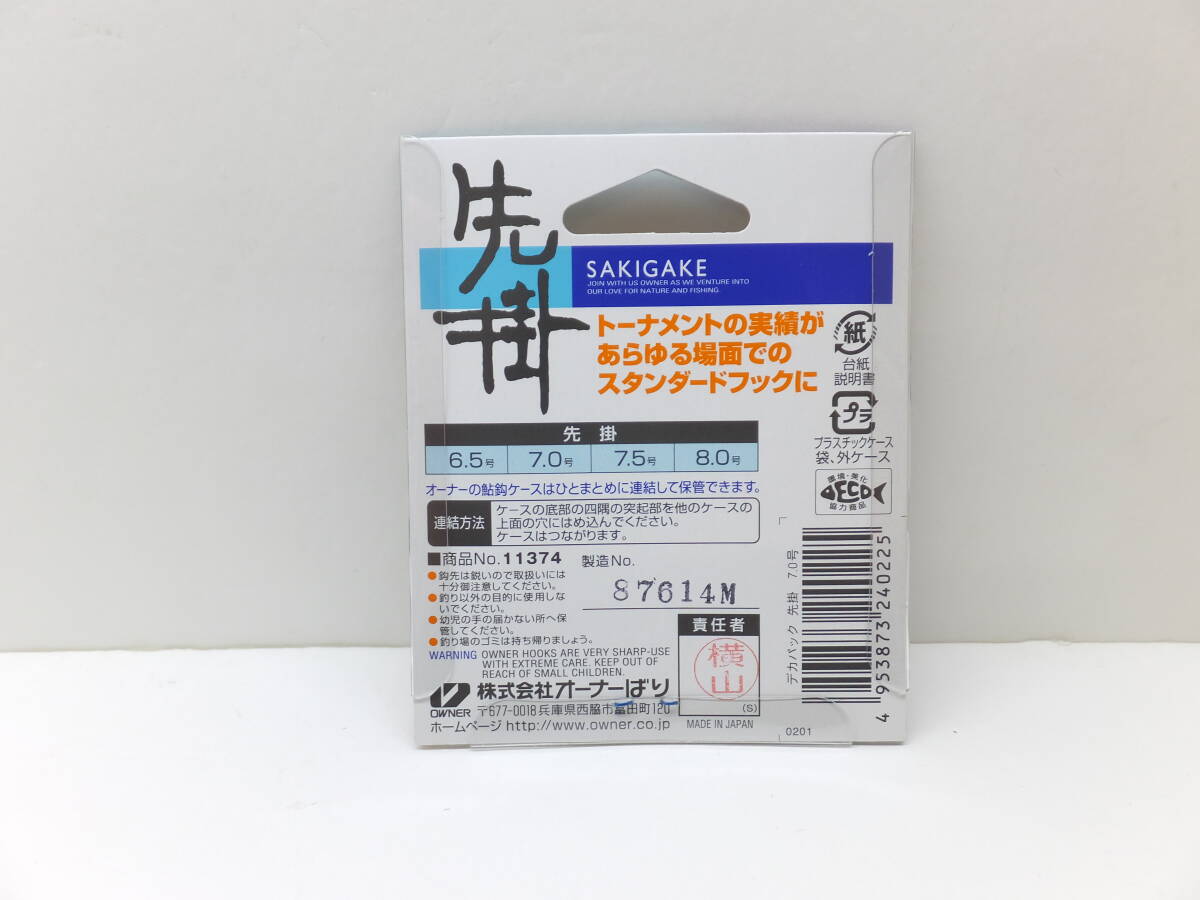 先掛
SAKIGAKE
JOIN WITH US OWNER AS WE VENTURE INTO
OUR LOVE FOR NATURE AND FISHING.
トーナメントの実績が
あらゆる場面での
スタンダードフックに
紙
台紙
説明書
プラ
プラスチックケース
袋、外ケース
環境・美化
ECO
協力商品
先 掛
6.5号 7.0号 7.5号 8.0号
オーナーの鮎鈎ケースはひとまとめに連結して保管できます。
連結方法
ケースの底部の四隅の突起部を他のケースの
上面の穴にはめ込んでください。
ケースはつながります。
■商品No.11374
製造No.
87614M
●鈎先は鋭いので取扱いには
十分御注意してください。
●釣り以外の目的に使用しな
いでください。
●幼児の手の届かない所へ保
管してください。
●釣り場のゴミは持ち帰りましょう。
WARNING OWNER HOOKS ARE VERY SHARP-USE
WITH EXTREME CARE. KEEP OUT OF
REACH OF SMALL CHILDREN.
責任者
横山
(S)
OWNER
株式会社オーナーばり
〒677-0018兵庫県西脇市富田町120
ホームページ http://www.owner.co.jp
MADE IN JAPAN
デカパック 先掛 7.0号
4 953873 240225
0201